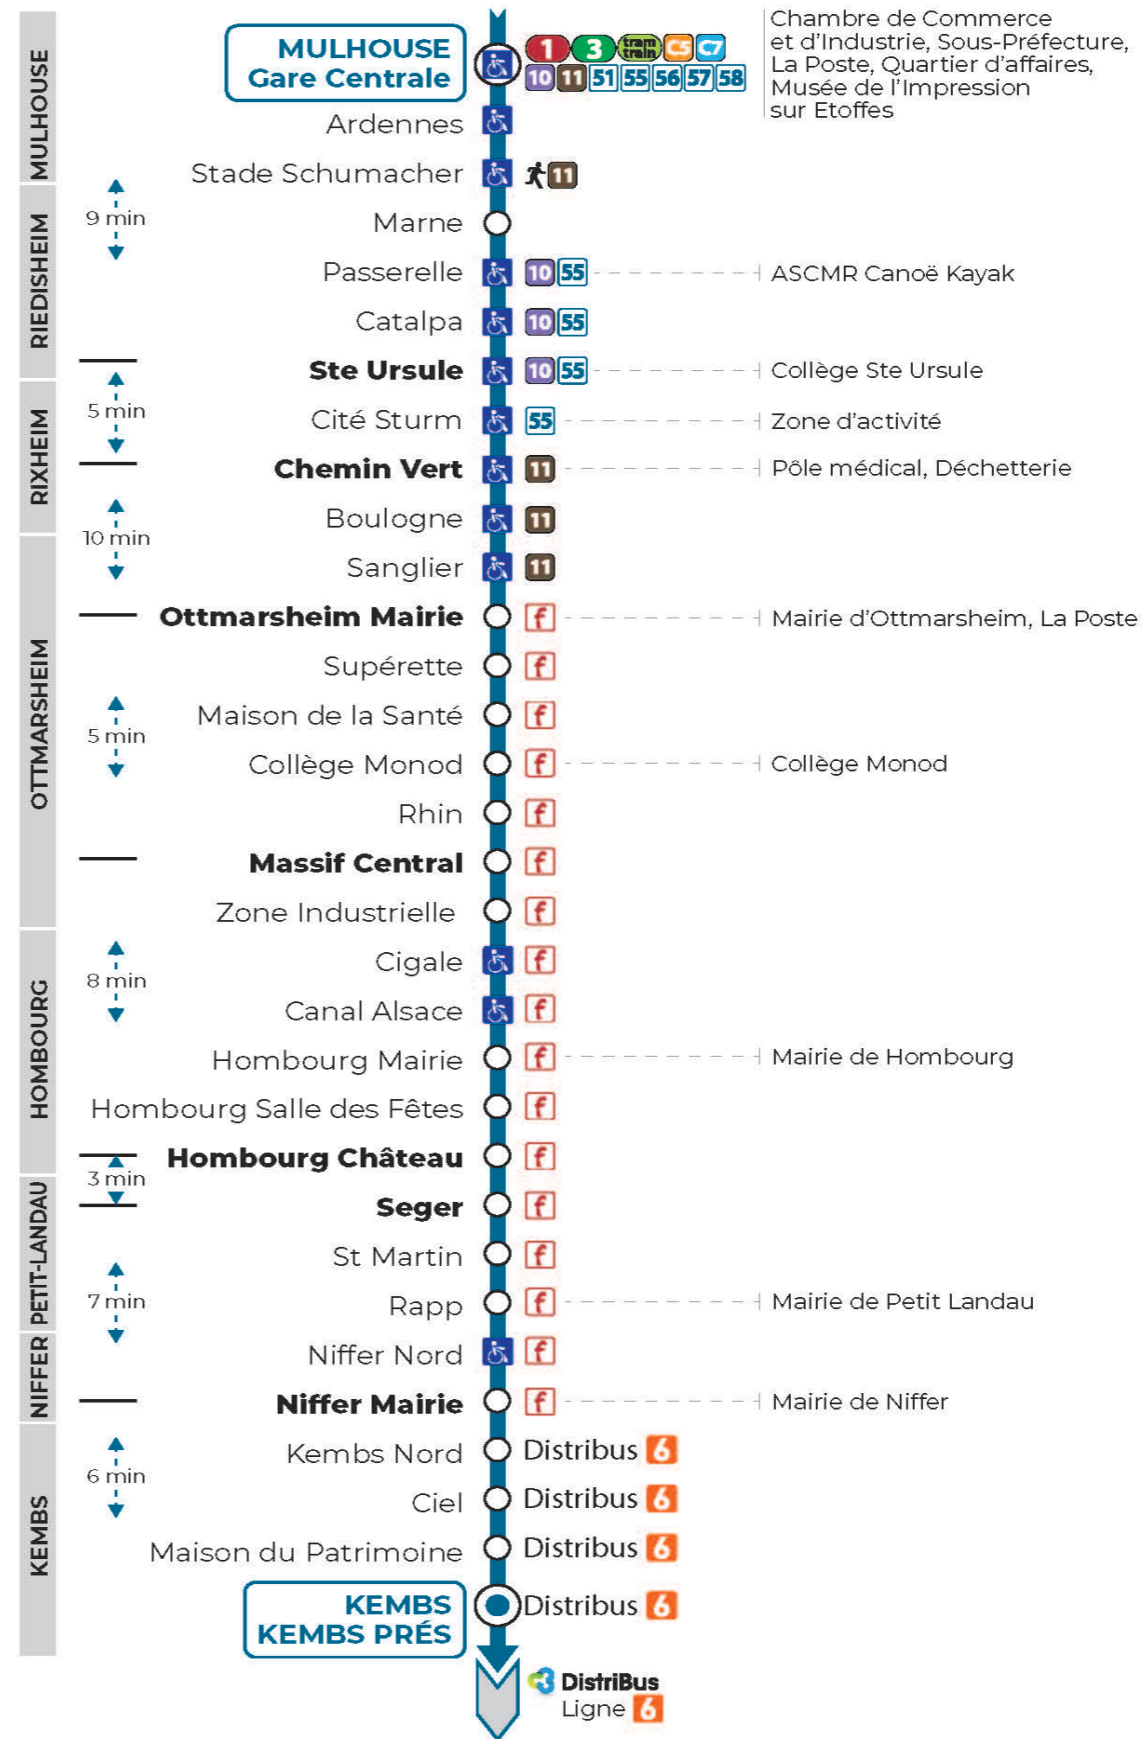 MULHOUSE
MULHOUSE
Gare Centrale
1 3 tram train C5 C7
10 11 51 55 56 57 58
Chambre de Commerce
et d'Industrie, Sous-Préfecture,
La Poste, Quartier d'affaires,
Musée de l'Impression
sur Etoffes
Ardennes
Stade Schumacher 11
RIEDISHEIM
9 min
Marne
Passerelle 10 55 ASCMR Canoë Kayak
Catalpa 10 55
Ste Ursule 10 55 Collège Ste Ursule
RIXHEIM
5 min
Cité Sturm 55 Zone d'activité
Chemin Vert 11 Pôle médical, Déchetterie
Boulogne 11
10 min
Sanglier 11
OTTMARSHEIM
Ottmarsheim Mairie f Mairie d'Ottmarsheim, La Poste
Supérette f
Maison de la Santé f
5 min
Collège Monod f Collège Monod
Rhin f
Massif Central f
Zone Industrielle f
HOMBOURG
Cigale f
8 min
Canal Alsace f
Hombourg Mairie f Mairie de Hombourg
Hombourg Salle des Fêtes f
Hombourg Château f
3 min
PETIT-LANDAU
Seger f
St Martin f
7 min
Rapp f Mairie de Petit Landau
NIFFER
Niffer Nord f
Niffer Mairie f Mairie de Niffer
KEMBS
Kembs Nord Distribus 6
6 min
Ciel Distribus 6
Maison du Patrimoine Distribus 6
KEMBS
KEMBS PRÉS
Distribus 6
DistriBus
Ligne 6